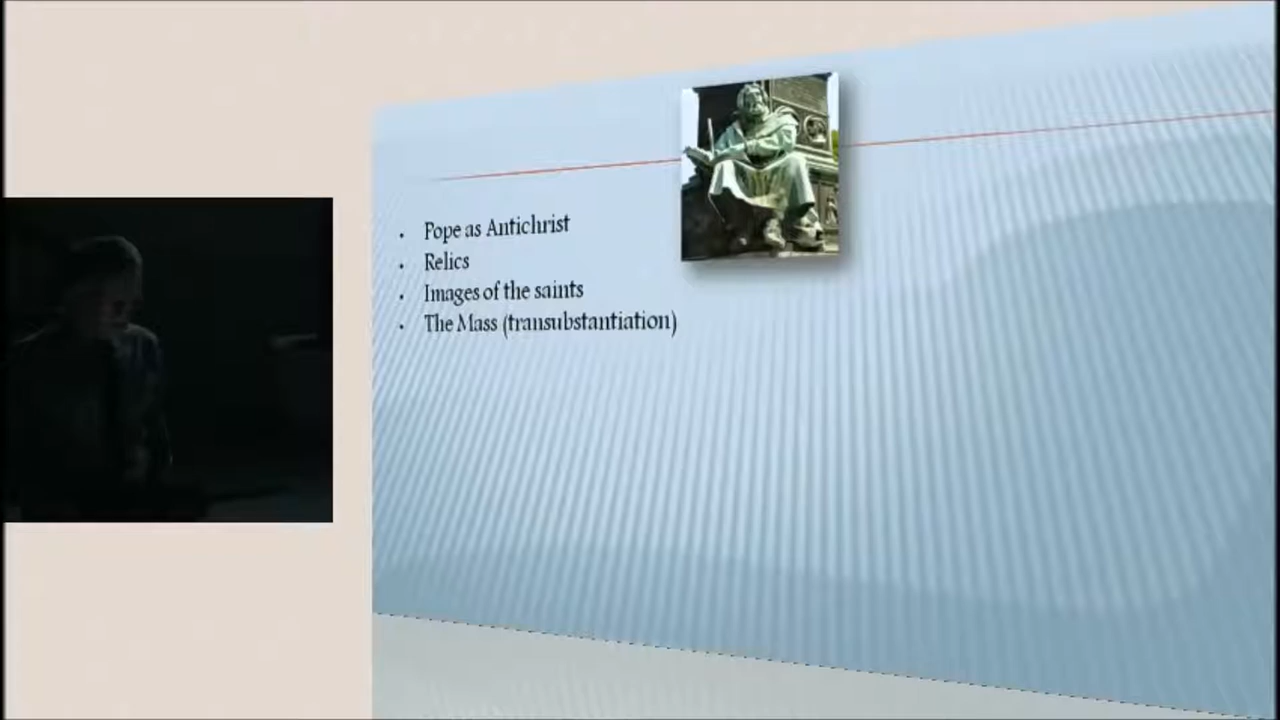 Pope as Antichrist
Relics
Images of the saints
The Mass (transubstantiation)